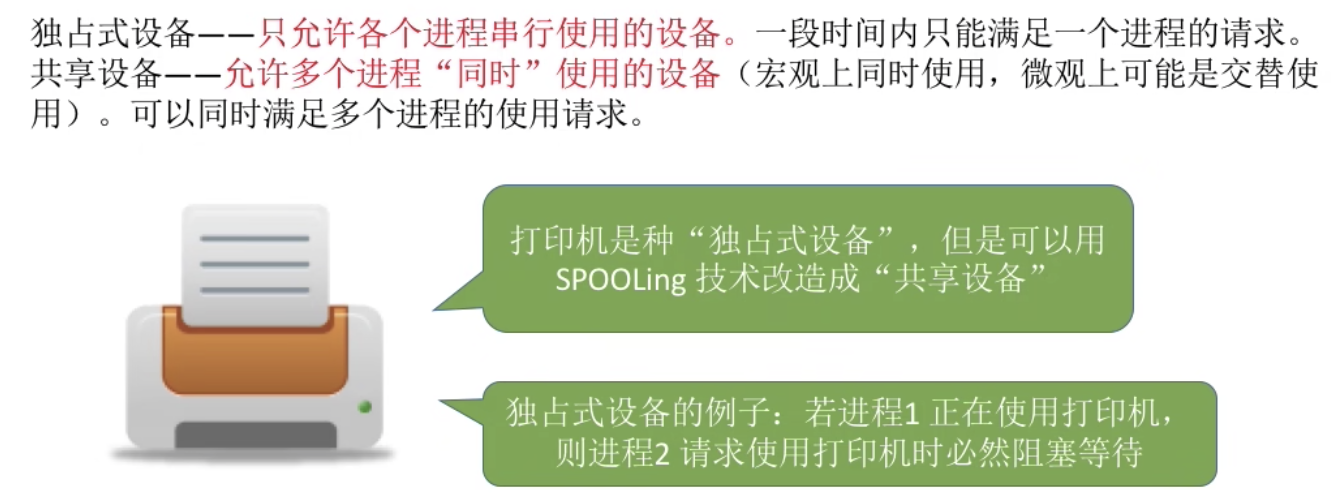 独占式设备——只允许各个进程串行使用的设备。一段时间内只能满足一个进程的请求。
共享设备——允许多个进程“同时”使用的设备（宏观上同时使用，微观上可能是交替使
用）。可以同时满足多个进程的使用请求。
打印机是种“独占式设备”，但是可以用
SPOOLing 技术改造成“共享设备”
独占式设备的例子：若进程1 正在使用打印机，
则进程2 请求使用打印机时必然阻塞等待